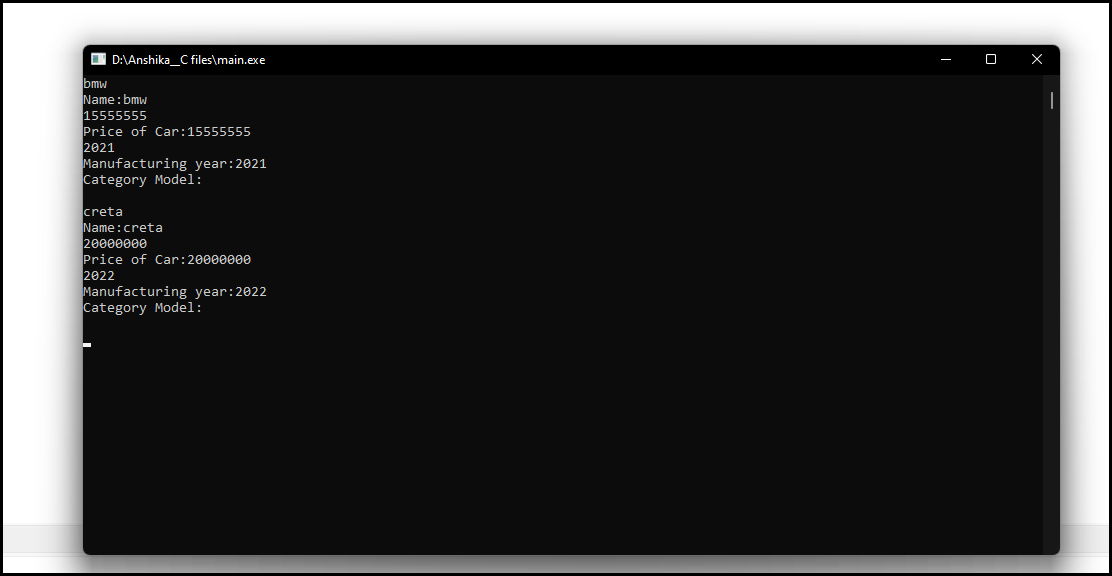 D:\Anshika__C files\main.exe
bmw
Name:bmw
15555555
Price of Car:15555555
2021
Manufacturing year:2021
Category Model:
creta
Name:creta
20000000
Price of Car:20000000
2022
Manufacturing year:2022
Category Model: